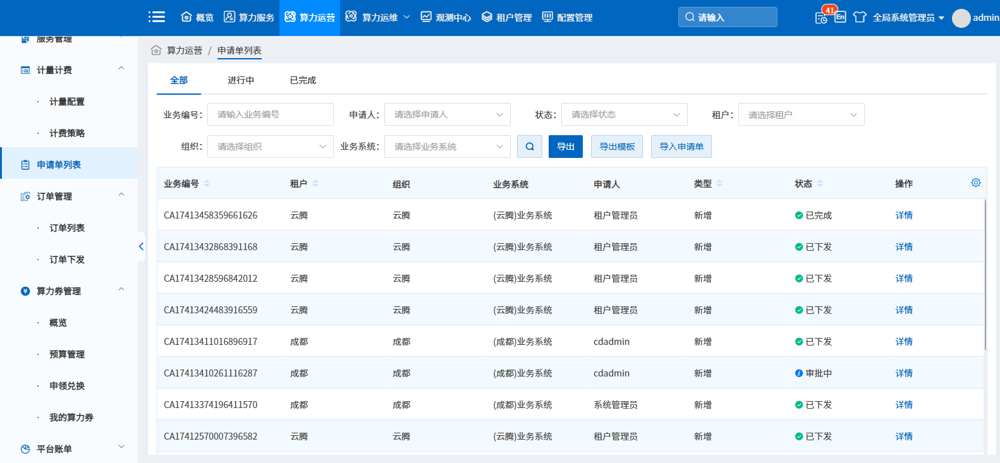 概览 算力服务 算力运营 算力运维 观测中心 租户管理 配置管理 请输入 41 En 全局系统管理员 admin
服务管理
计量计费
计量配置
计费策略
申请单列表
订单管理
订单列表
订单下发
算力券管理
概览
预算管理
申领兑换
我的算力券
平台账单
算力运营 / 申请单列表
全部 进行中 已完成
业务编号: 请输入业务编号 申请人: 请选择申请人 状态: 请选择状态 租户: 请选择租户
组织: 请选择组织 业务系统: 请选择业务系统 导出 导出模板 导入申请单
业务编号 租户 组织 业务系统 申请人 类型 状态 操作
CA17413458359661626 云腾 云腾 (云腾)业务系统 租户管理员 新增 已完成 详情
CA17413432868391168 云腾 云腾 (云腾)业务系统 租户管理员 新增 已下发 详情
CA17413428596842012 云腾 云腾 (云腾)业务系统 租户管理员 新增 已下发 详情
CA17413424483916559 云腾 云腾 (云腾)业务系统 租户管理员 新增 已下发 详情
CA17413411016896917 成都 成都 (成都)业务系统 cdadmin 新增 已下发 详情
CA17413410261116287 成都 成都 (成都)业务系统 cdadmin 新增 审批中 详情
CA17413374196411570 成都 成都 (成都)业务系统 系统管理员 新增 已下发 详情
CA17412570007396582 云腾 云腾 (云腾)业务系统 租户管理员 新增 已下发 详情